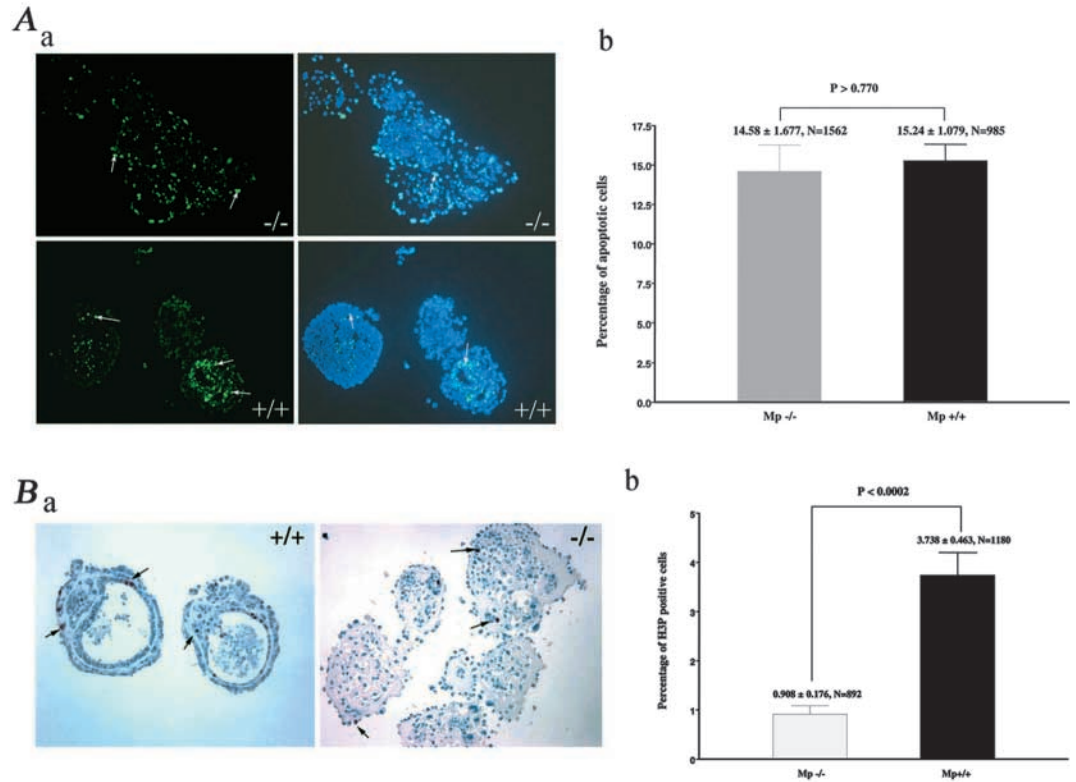 A
a
b
-/-
-/-
+/+
+/+
P > 0.770
14.58 ± 1.677, N=1562
15.24 ± 1.079, N=985
Percentage of apoptotic cells
17.5
15.0
12.5
10.0
7.5
5.0
2.5
0.0
Mp -/-
Mp +/+
B
a
b
+/+
-/-
P < 0.0002
3.738 ± 0.463, N=1180
0.908 ± 0.176, N=892
Percentage of H3P positive cells
5
4
3
2
1
0
Mp -/-
Mp+/+